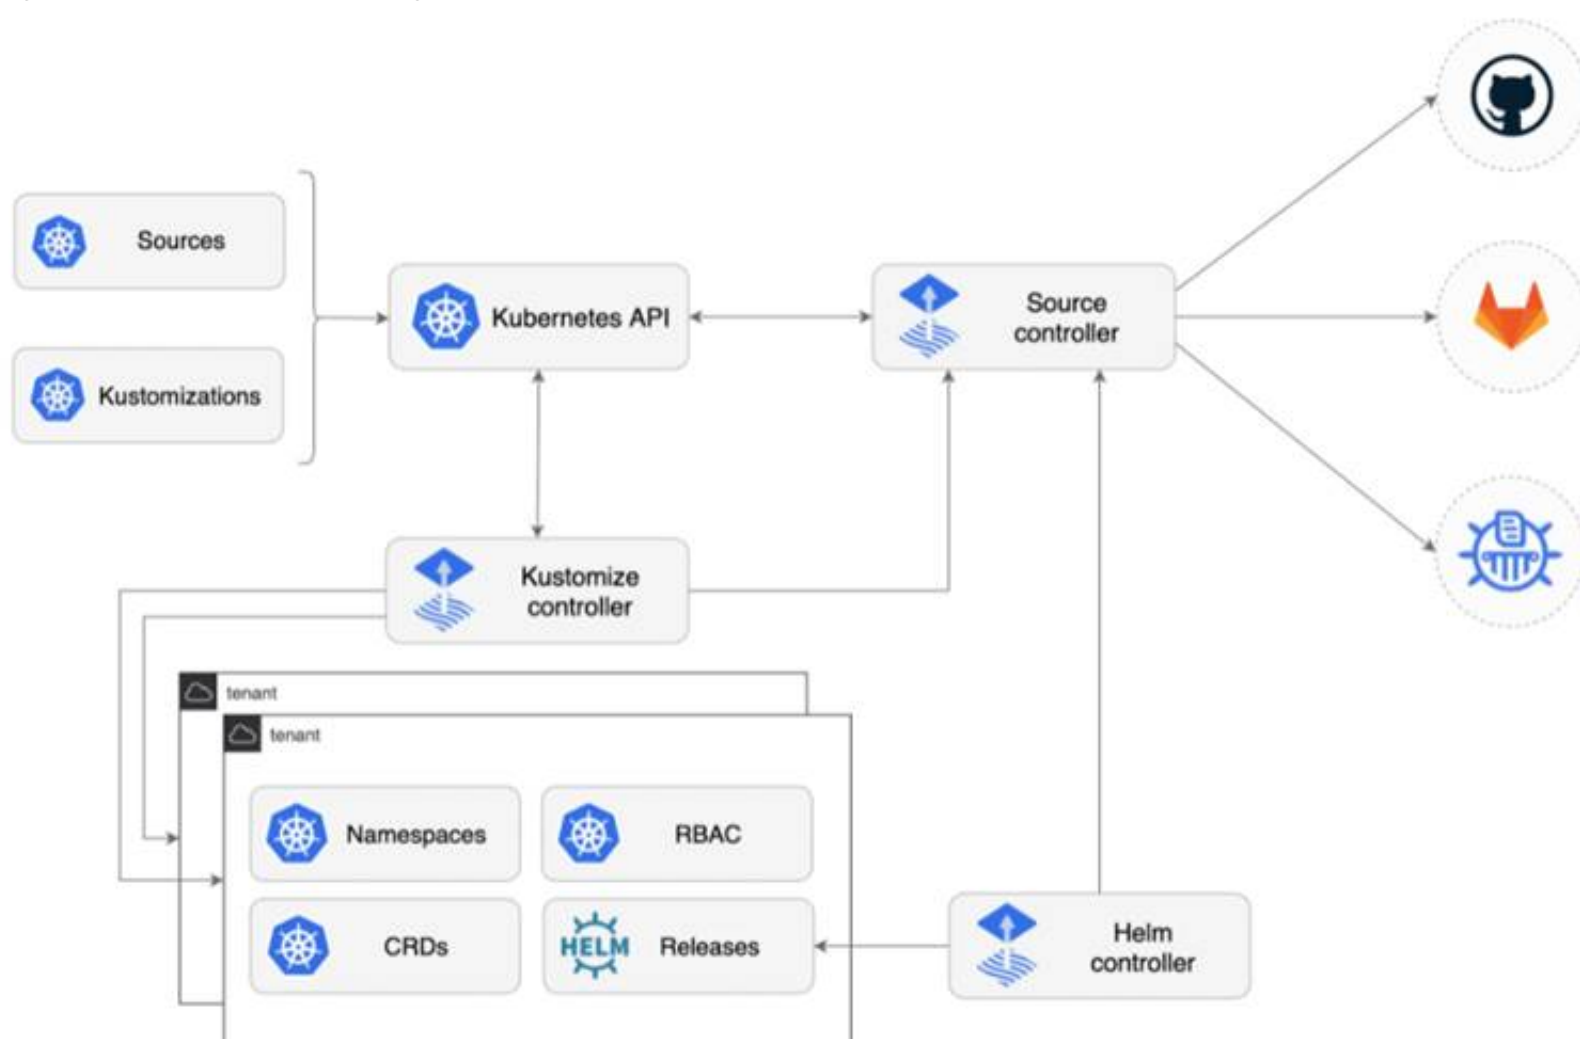 Sources
Kustomizations
Kubernetes API
Source
controller
Kustomize
controller
tenant
tenant
Namespaces
RBAC
CRDs
HELM
Releases
Helm
controller